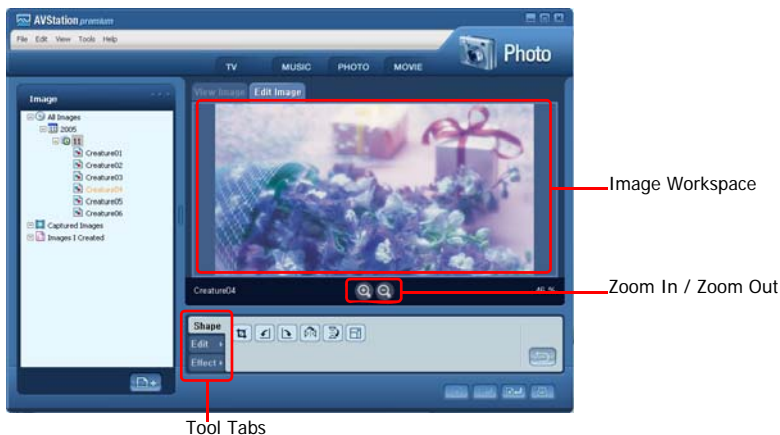 AVStation premium
File Edit View Tools Help
Photo
TV MUSIC PHOTO MOVIE
Image
View Image Edit Image
All Images
2005
11
Creature01
Creature02
Creature03
Creature04
Creature05
Creature06
Captured Images
Images I Created
Image Workspace
Creature04
46 %
Zoom In / Zoom Out
Shape
Edit
Effect
Tool Tabs